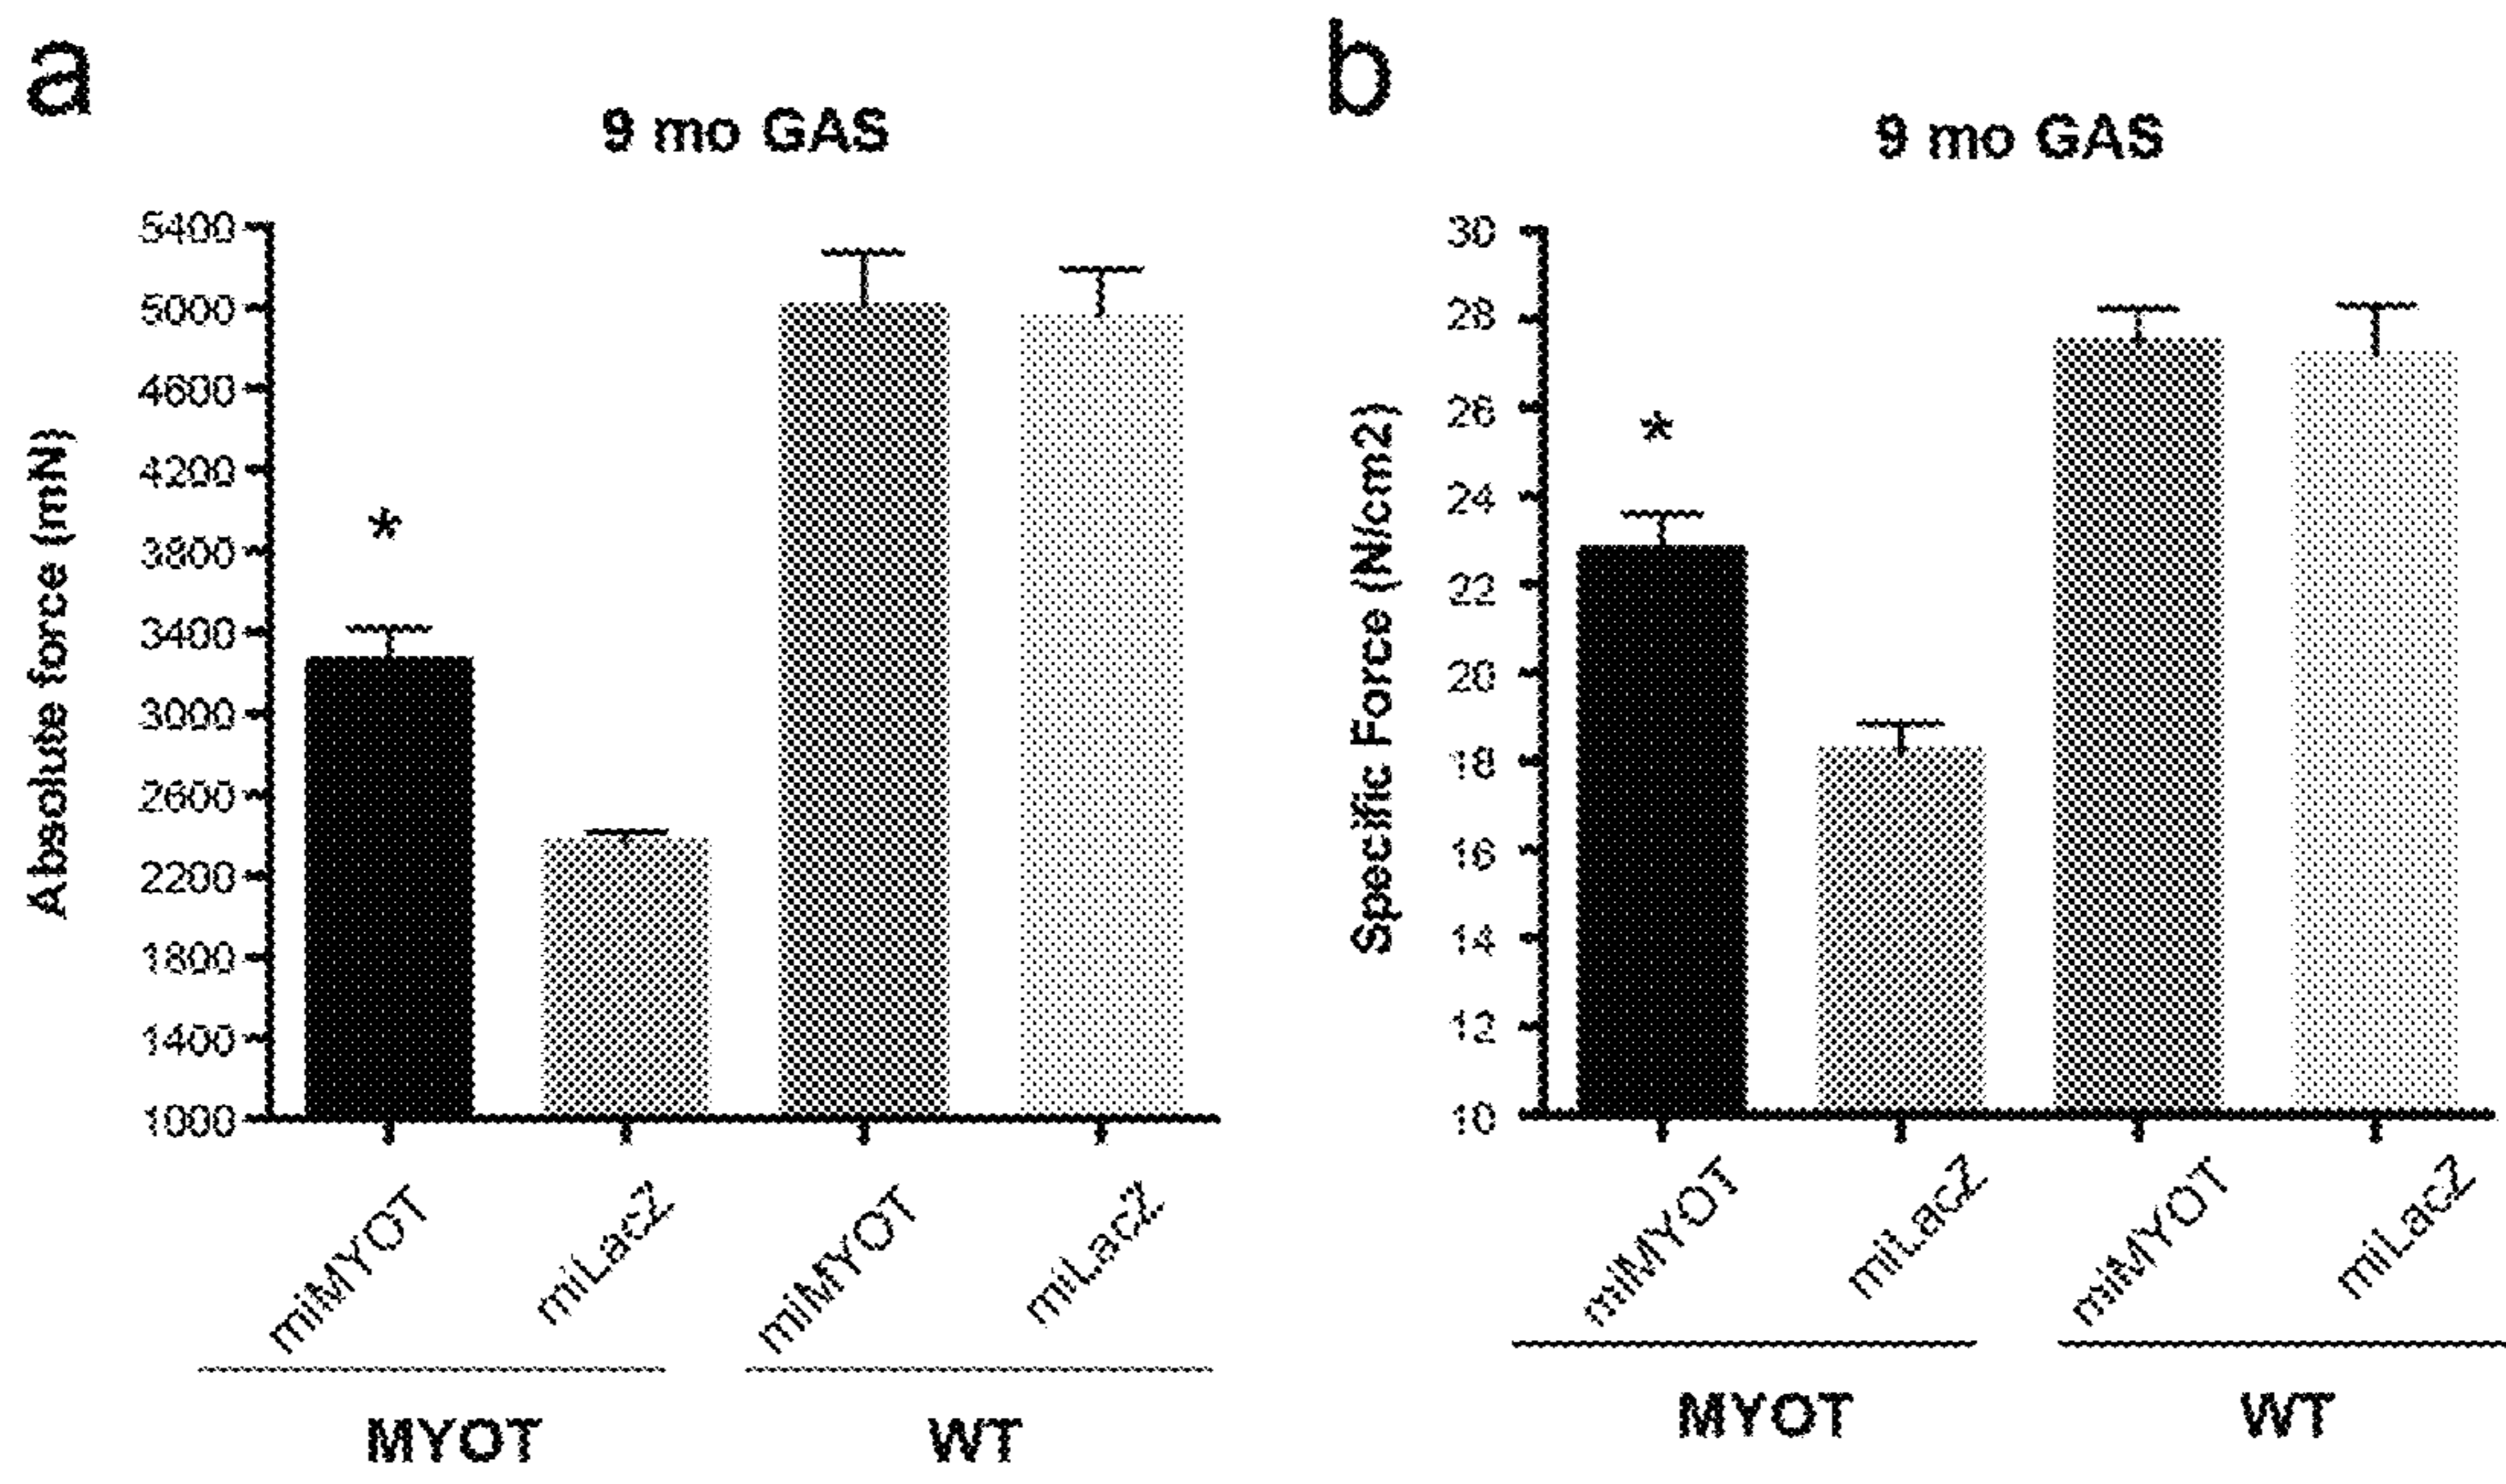 a
9 mo GAS
Absolute force (mN)
5400
5000
4600
4200
3800
3400
3000
2600
2200
1800
1400
1000
*
miMYOT
miLacZ
miMYOT
miLacZ
MYOT
WT
b
9 mo GAS
Specific Force (N/cm2)
30
28
26
24
22
20
18
16
14
12
10
*
miMYOT
miLacZ
miMYOT
miLacZ
MYOT
WT